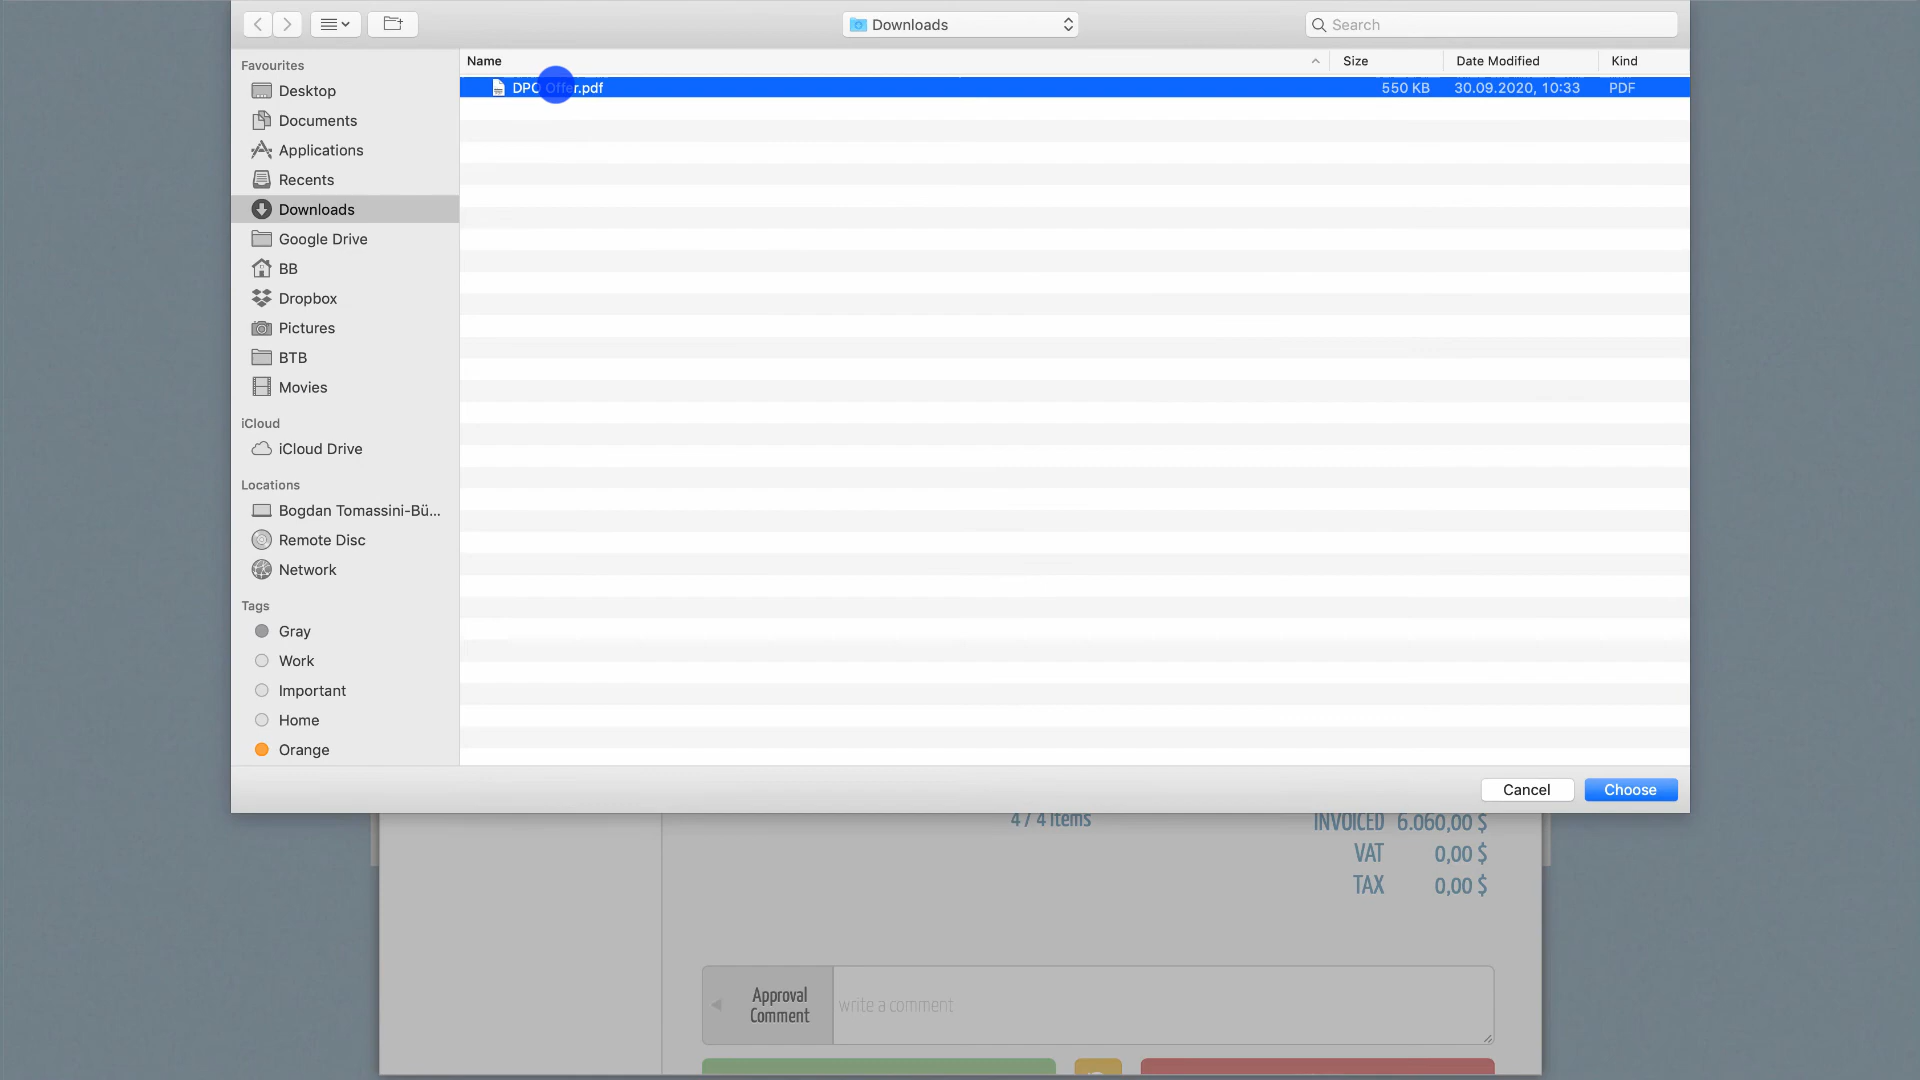 Downloads
Search
Favourites
Name
Size
Date Modified
Kind
DPO Offer.pdf
550 KB
30.09.2020, 10:33
PDF
Desktop
Documents
Applications
Recents
Downloads
Google Drive
BB
Dropbox
Pictures
BTB
Movies
iCloud
iCloud Drive
Locations
Bogdan Tomassini-Bü...
Remote Disc
Network
Tags
Gray
Work
Important
Home
Orange
Cancel
Choose
4 / 4 Items
INVOICED 6.060,00 $
VAT 0,00 $
TAX 0,00 $
Approval
Comment
write a comment